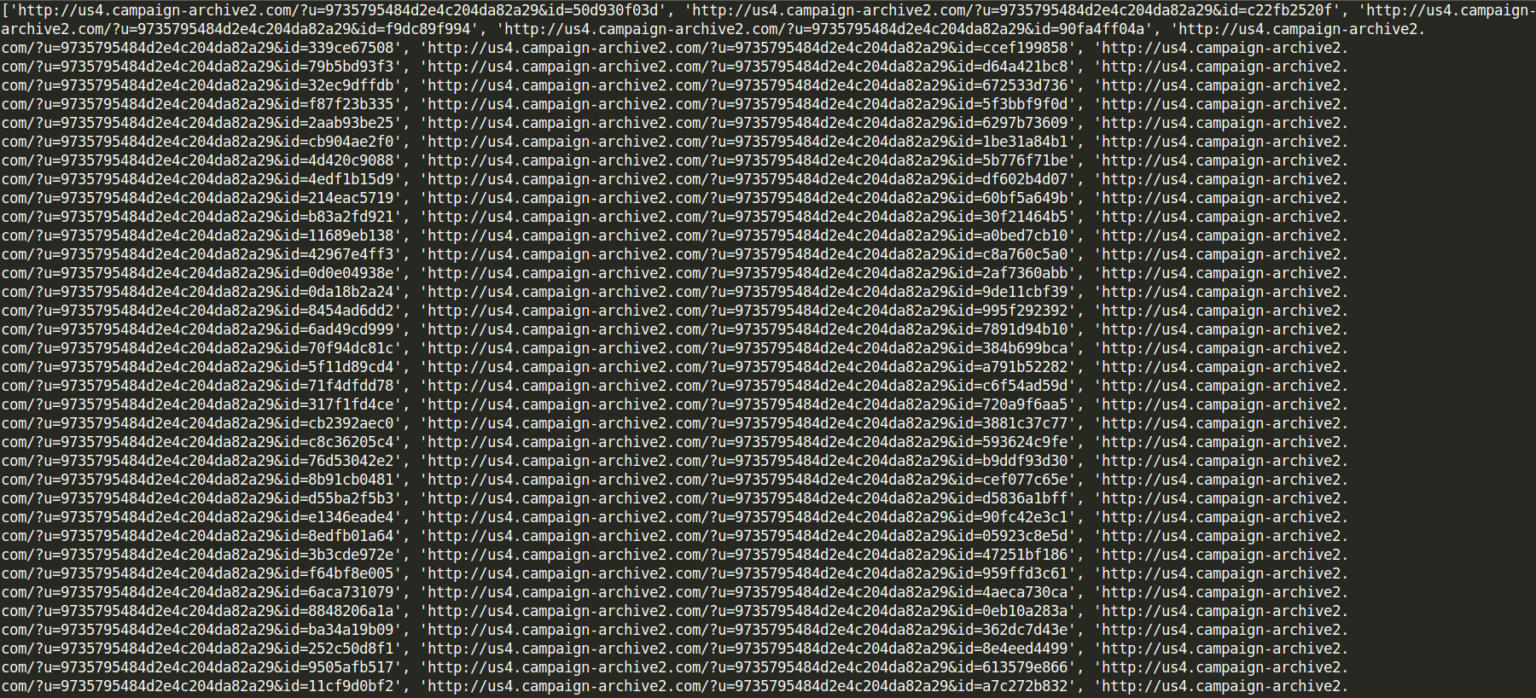 ['http://us4.campaign-archive2.com/?u=9735795484d2e4c204da82a29&id=50d930f03d', 'http://us4.campaign-archive2.com/?u=9735795484d2e4c204da82a29&id=c22fb2520f', 'http://us4.campaign-
archive2.com/?u=9735795484d2e4c204da82a29&id=f9dc89f994', 'http://us4.campaign-archive2.com/?u=9735795484d2e4c204da82a29&id=90fa4ff04a', 'http://us4.campaign-archive2.
com/?u=9735795484d2e4c204da82a29&id=339ce67508', 'http://us4.campaign-archive2.com/?u=9735795484d2e4c204da82a29&id=ccef199858', 'http://us4.campaign-archive2.
com/?u=9735795484d2e4c204da82a29&id=79b5bd93f3', 'http://us4.campaign-archive2.com/?u=9735795484d2e4c204da82a29&id=d64a421bc8', 'http://us4.campaign-archive2.
com/?u=9735795484d2e4c204da82a29&id=32ec9dffdb', 'http://us4.campaign-archive2.com/?u=9735795484d2e4c204da82a29&id=672533d736', 'http://us4.campaign-archive2.
com/?u=9735795484d2e4c204da82a29&id=f87f23b335', 'http://us4.campaign-archive2.com/?u=9735795484d2e4c204da82a29&id=5f3bbf9f0d', 'http://us4.campaign-archive2.
com/?u=9735795484d2e4c204da82a29&id=2aab93be25', 'http://us4.campaign-archive2.com/?u=9735795484d2e4c204da82a29&id=6297b73609', 'http://us4.campaign-archive2.
com/?u=9735795484d2e4c204da82a29&id=cb904ae2f0', 'http://us4.campaign-archive2.com/?u=9735795484d2e4c204da82a29&id=1be31a84b1', 'http://us4.campaign-archive2.
com/?u=9735795484d2e4c204da82a29&id=4d420c9088', 'http://us4.campaign-archive2.com/?u=9735795484d2e4c204da82a29&id=5b776f71be', 'http://us4.campaign-archive2.
com/?u=9735795484d2e4c204da82a29&id=4edf1b15d9', 'http://us4.campaign-archive2.com/?u=9735795484d2e4c204da82a29&id=df602b4d07', 'http://us4.campaign-archive2.
com/?u=9735795484d2e4c204da82a29&id=214eac5719', 'http://us4.campaign-archive2.com/?u=9735795484d2e4c204da82a29&id=60bf5a649b', 'http://us4.campaign-archive2.
com/?u=9735795484d2e4c204da82a29&id=b83a2fd921', 'http://us4.campaign-archive2.com/?u=9735795484d2e4c204da82a29&id=30f21464b5', 'http://us4.campaign-archive2.
com/?u=9735795484d2e4c204da82a29&id=11689eb138', 'http://us4.campaign-archive2.com/?u=9735795484d2e4c204da82a29&id=a0bed7cb10', 'http://us4.campaign-archive2.
com/?u=9735795484d2e4c204da82a29&id=42967e4ff3', 'http://us4.campaign-archive2.com/?u=9735795484d2e4c204da82a29&id=c8a760c5a0', 'http://us4.campaign-archive2.
com/?u=9735795484d2e4c204da82a29&id=0d0e04938e', 'http://us4.campaign-archive2.com/?u=9735795484d2e4c204da82a29&id=2af7360abb', 'http://us4.campaign-archive2.
com/?u=9735795484d2e4c204da82a29&id=0da18b2a24', 'http://us4.campaign-archive2.com/?u=9735795484d2e4c204da82a29&id=9de11cbf39', 'http://us4.campaign-archive2.
com/?u=9735795484d2e4c204da82a29&id=8454ad6dd2', 'http://us4.campaign-archive2.com/?u=9735795484d2e4c204da82a29&id=995f292392', 'http://us4.campaign-archive2.
com/?u=9735795484d2e4c204da82a29&id=6ad49cd999', 'http://us4.campaign-archive2.com/?u=9735795484d2e4c204da82a29&id=7891d94b10', 'http://us4.campaign-archive2.
com/?u=9735795484d2e4c204da82a29&id=70f94dc81c', 'http://us4.campaign-archive2.com/?u=9735795484d2e4c204da82a29&id=384b699bca', 'http://us4.campaign-archive2.
com/?u=9735795484d2e4c204da82a29&id=5f11d89cd4', 'http://us4.campaign-archive2.com/?u=9735795484d2e4c204da82a29&id=a791b52282', 'http://us4.campaign-archive2.
com/?u=9735795484d2e4c204da82a29&id=71f4dfdd78', 'http://us4.campaign-archive2.com/?u=9735795484d2e4c204da82a29&id=c6f54ad59d', 'http://us4.campaign-archive2.
com/?u=9735795484d2e4c204da82a29&id=317f1fd4ce', 'http://us4.campaign-archive2.com/?u=9735795484d2e4c204da82a29&id=720a9f6aa5', 'http://us4.campaign-archive2.
com/?u=9735795484d2e4c204da82a29&id=cb2392aec0', 'http://us4.campaign-archive2.com/?u=9735795484d2e4c204da82a29&id=3881c37c77', 'http://us4.campaign-archive2.
com/?u=9735795484d2e4c204da82a29&id=c8c36205c4', 'http://us4.campaign-archive2.com/?u=9735795484d2e4c204da82a29&id=593624c9fe', 'http://us4.campaign-archive2.
com/?u=9735795484d2e4c204da82a29&id=76d53042e2', 'http://us4.campaign-archive2.com/?u=9735795484d2e4c204da82a29&id=b9ddf93d30', 'http://us4.campaign-archive2.
com/?u=9735795484d2e4c204da82a29&id=8b91cb0481', 'http://us4.campaign-archive2.com/?u=9735795484d2e4c204da82a29&id=cef077c65e', 'http://us4.campaign-archive2.
com/?u=9735795484d2e4c204da82a29&id=d55ba2f5b3', 'http://us4.campaign-archive2.com/?u=9735795484d2e4c204da82a29&id=d5836a1bff', 'http://us4.campaign-archive2.
com/?u=9735795484d2e4c204da82a29&id=e1346eade4', 'http://us4.campaign-archive2.com/?u=9735795484d2e4c204da82a29&id=90fc42e3c1', 'http://us4.campaign-archive2.
com/?u=9735795484d2e4c204da82a29&id=8edfb01a64', 'http://us4.campaign-archive2.com/?u=9735795484d2e4c204da82a29&id=05923c8e5d', 'http://us4.campaign-archive2.
com/?u=9735795484d2e4c204da82a29&id=3b3cde972e', 'http://us4.campaign-archive2.com/?u=9735795484d2e4c204da82a29&id=47251bf186', 'http://us4.campaign-archive2.
com/?u=9735795484d2e4c204da82a29&id=f64bf8e005', 'http://us4.campaign-archive2.com/?u=9735795484d2e4c204da82a29&id=959ffd3c61', 'http://us4.campaign-archive2.
com/?u=9735795484d2e4c204da82a29&id=6aca731079', 'http://us4.campaign-archive2.com/?u=9735795484d2e4c204da82a29&id=4aeca730ca', 'http://us4.campaign-archive2.
com/?u=9735795484d2e4c204da82a29&id=8848206a1a', 'http://us4.campaign-archive2.com/?u=9735795484d2e4c204da82a29&id=0eb10a283a', 'http://us4.campaign-archive2.
com/?u=9735795484d2e4c204da82a29&id=ba34a19b09', 'http://us4.campaign-archive2.com/?u=9735795484d2e4c204da82a29&id=362dc7d43e', 'http://us4.campaign-archive2.
com/?u=9735795484d2e4c204da82a29&id=252c50d8f1', 'http://us4.campaign-archive2.com/?u=9735795484d2e4c204da82a29&id=8e4eed4499', 'http://us4.campaign-archive2.
com/?u=9735795484d2e4c204da82a29&id=9505afb517', 'http://us4.campaign-archive2.com/?u=9735795484d2e4c204da82a29&id=613579e866', 'http://us4.campaign-archive2.
com/?u=9735795484d2e4c204da82a29&id=11cf9d0bf2', 'http://us4.campaign-archive2.com/?u=9735795484d2e4c204da82a29&id=a7c272b832', 'http://us4.campaign-archive2.